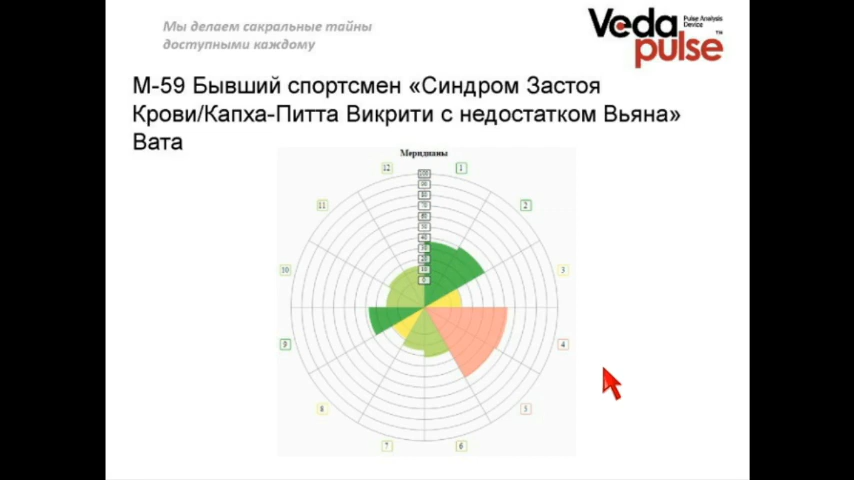 Мы делаем сакральные тайны
доступными каждому
Veda
Pulse Analysis
Device
pulse™
М-59 Бывший спортсмен «Синдром Застоя
Крови/Капха-Питта Викрити с недостатком Вьяна»
Вата
Меридианы
12
1
100
90
80
70
60
50
40
30
20
10
0
11
2
10
3
9
4
8
5
7
6